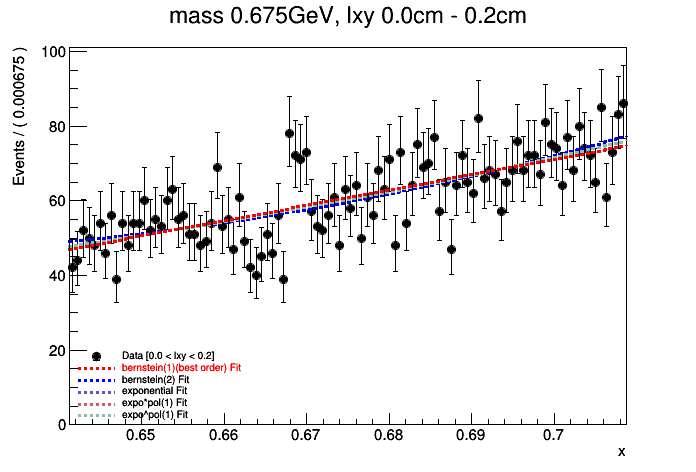 mass 0.675GeV, lxy 0.0cm - 0.2cm
Events / ( 0.000675 )
100
80
60
40
20
0
Data [0.0 < lxy < 0.2]
bernstein(1)(best order) Fit
bernstein(2) Fit
exponential Fit
expo*pol(1) Fit
expo^pol(1) Fit
0.65 0.66 0.67 0.68 0.69 0.7
x